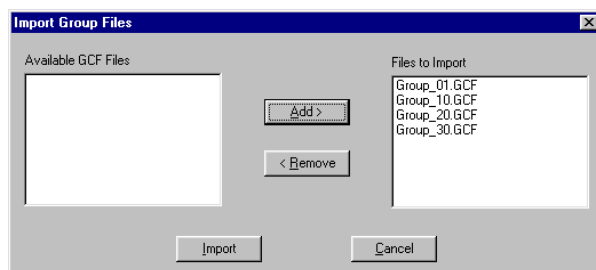 Import Group Files
Available GCF Files
Files to Import
Group_01.GCF
Group_10.GCF
Group_20.GCF
Group_30.GCF
Add >
< Remove
Import
Cancel